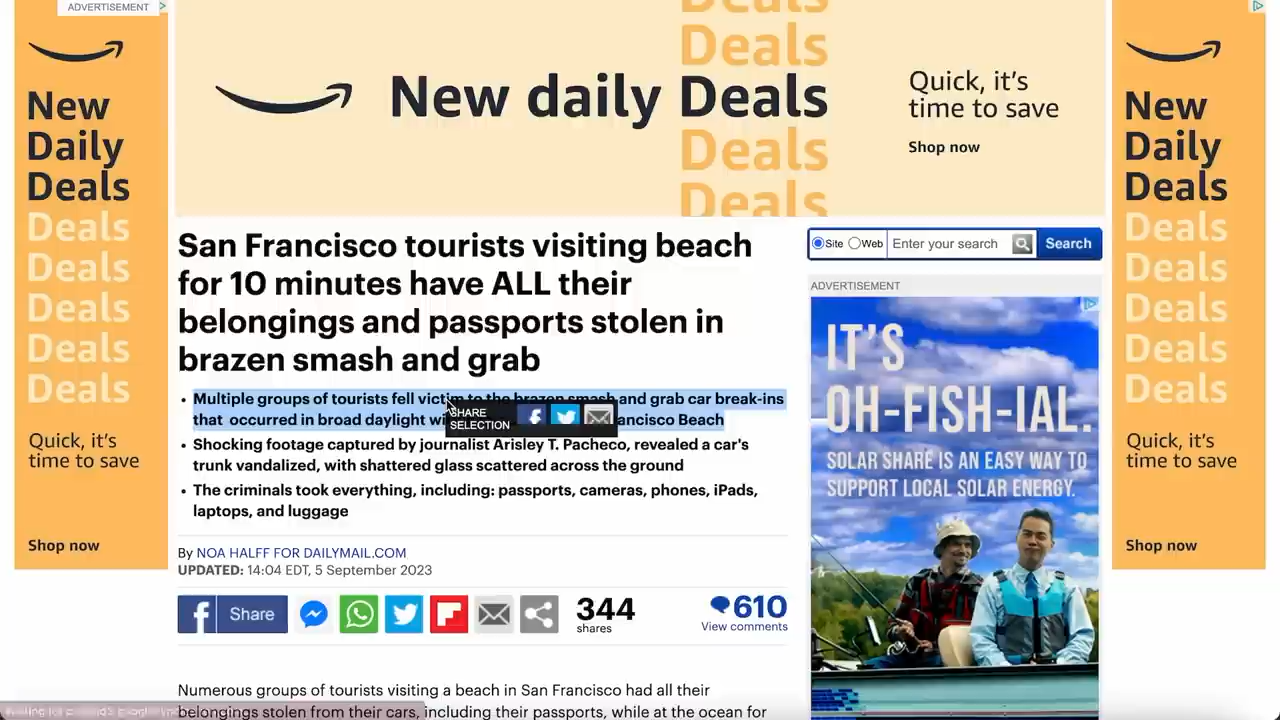 ADVERTISEMENT
New
Daily
Deals
Deals
Deals
Deals
Deals
Deals
Quick, it's
time to save
Shop now
Deals
Deals
New daily Deals
Deals
Deals
Quick, it's
time to save
Shop now
New
Daily
Deals
Deals
Deals
Deals
Deals
Deals
Quick, it's
time to save
Shop now
San Francisco tourists visiting beach
for 10 minutes have ALL their
belongings and passports stolen in
brazen smash and grab
Multiple groups of tourists fell victim to the brazen smash and grab car break-ins
that occurred in broad daylight wi ancisco Beach
SHARE
SELECTION
Shocking footage captured by journalist Arisley T. Pacheco, revealed a car's
trunk vandalized, with shattered glass scattered across the ground
The criminals took everything, including: passports, cameras, phones, iPads,
laptops, and luggage
By NOA HALFF FOR DAILYMAIL.COM
UPDATED: 14:04 EDT, 5 September 2023
f Share
344
shares
610
View comments
Numerous groups of tourists visiting a beach in San Francisco had all their
belongings stolen from their cars, including their passports, while at the ocean for
Site Web Enter your search Search
ADVERTISEMENT
IT'S
OH-FISH-IAL.
SOLAR SHARE IS AN EASY WAY TO
SUPPORT LOCAL SOLAR ENERGY.